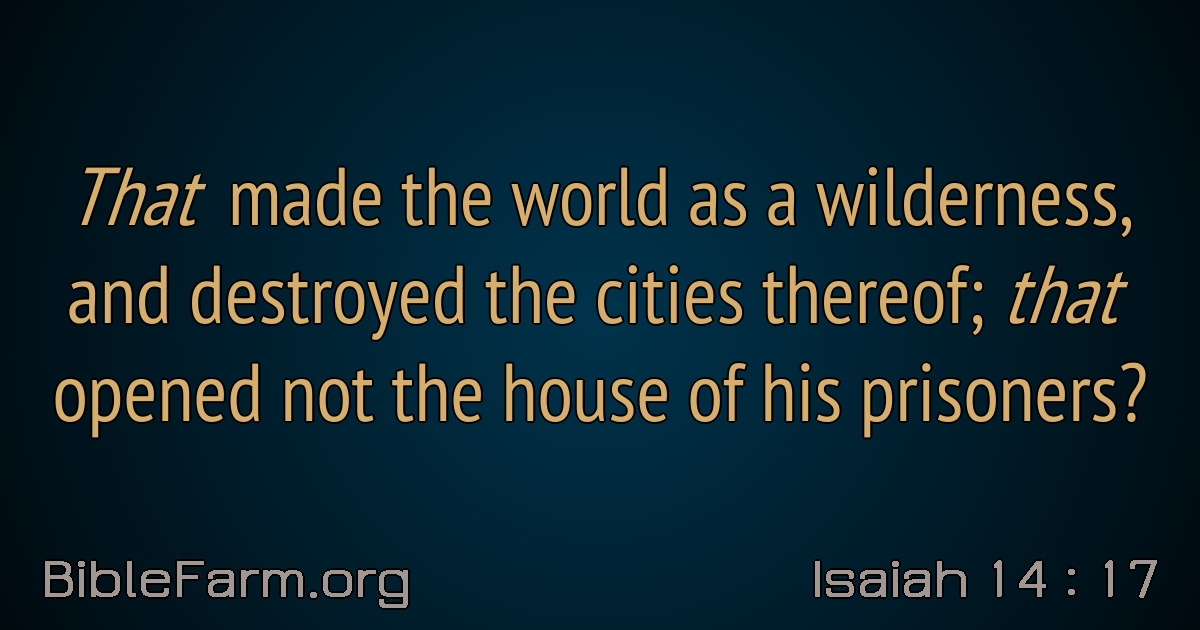 That made the world as a wilderness,
and destroyed the cities thereof; that
opened not the house of his prisoners?
BibleFarm.org
Isaiah 14 : 17